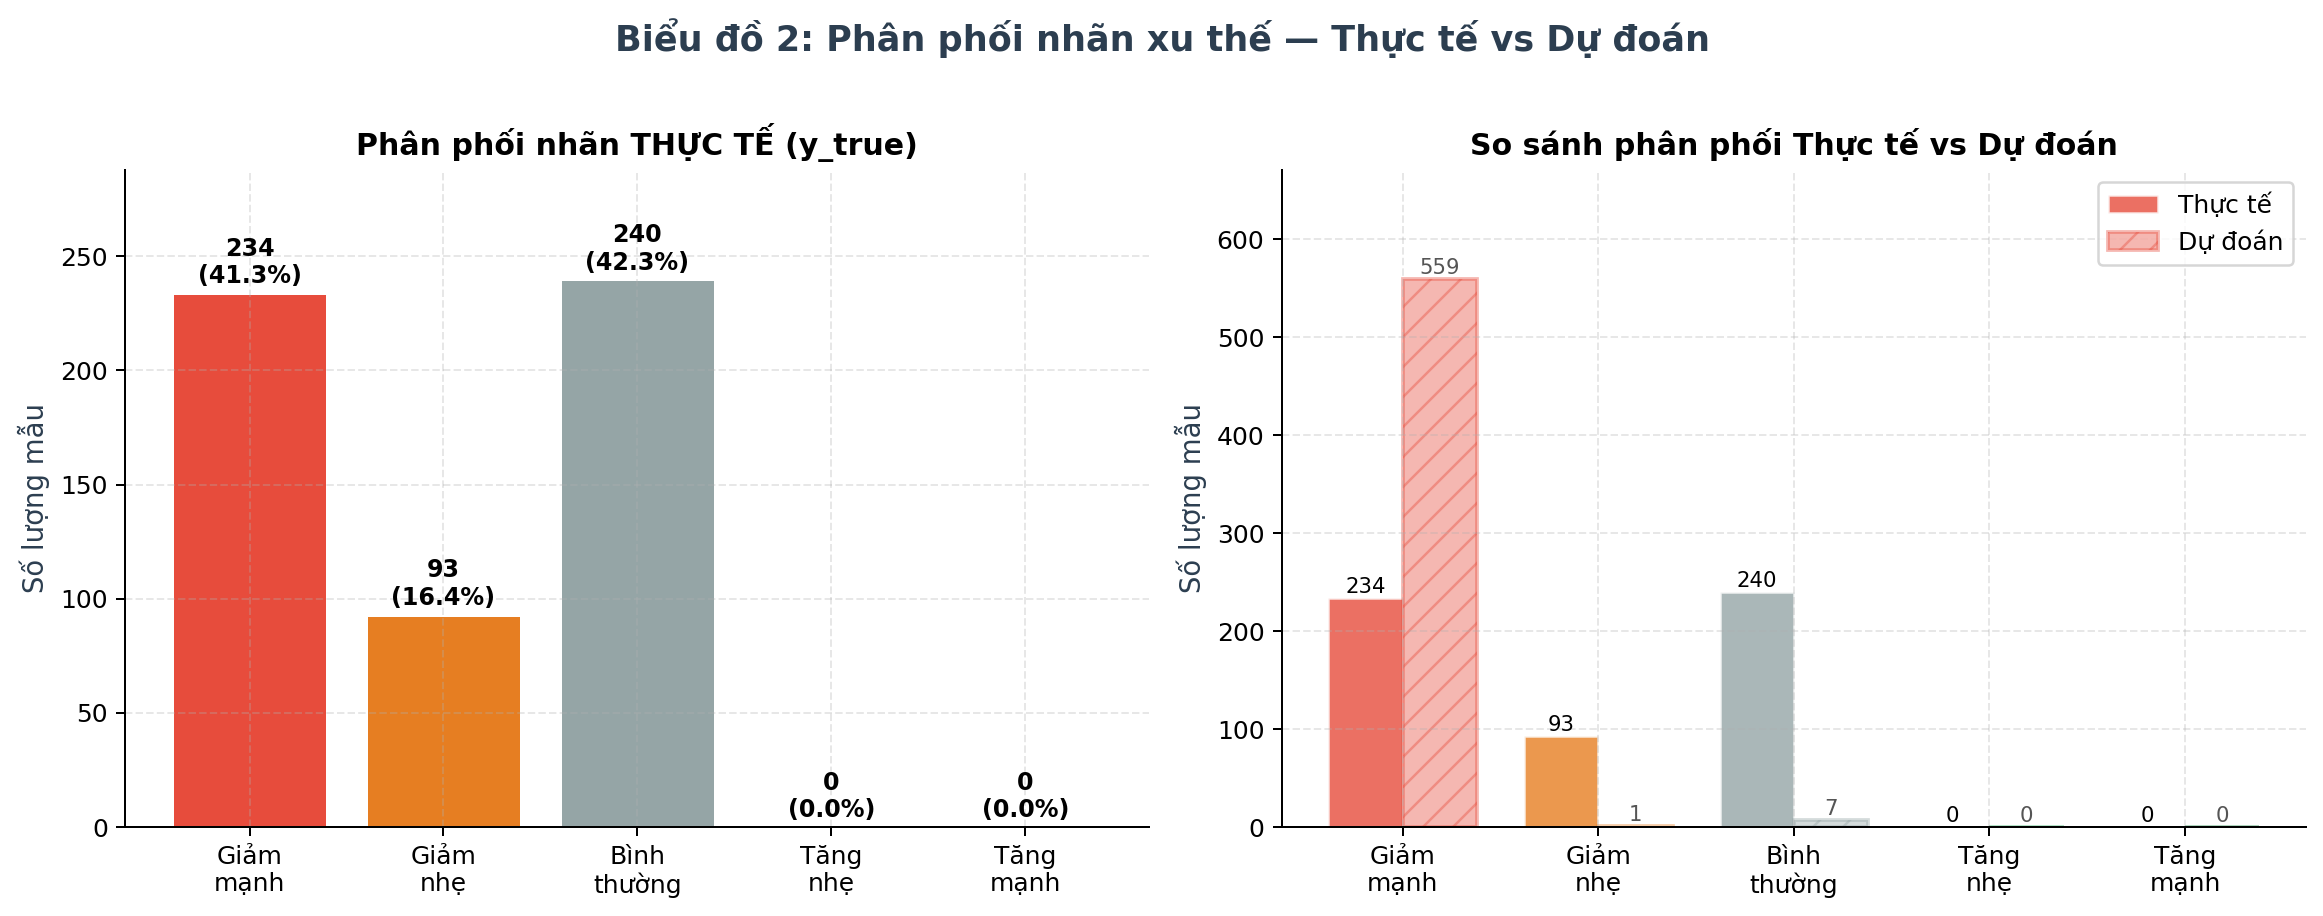 Biểu đồ 2: Phân phối nhãn xu thế — Thực tế vs Dự đoán
Phân phối nhãn THỰC TẾ (y_true)
Số lượng mẫu
250
200
150
100
50
0
234
(41.3%)
93
(16.4%)
240
(42.3%)
0
(0.0%)
0
(0.0%)
Giảm
mạnh
Giảm
nhẹ
Bình
thường
Tăng
nhẹ
Tăng
mạnh
So sánh phân phối Thực tế vs Dự đoán
Thực tế
Dự đoán
Số lượng mẫu
600
500
400
300
200
100
0
234
559
93
1
240
7
0
0
0
0
Giảm
mạnh
Giảm
nhẹ
Bình
thường
Tăng
nhẹ
Tăng
mạnh